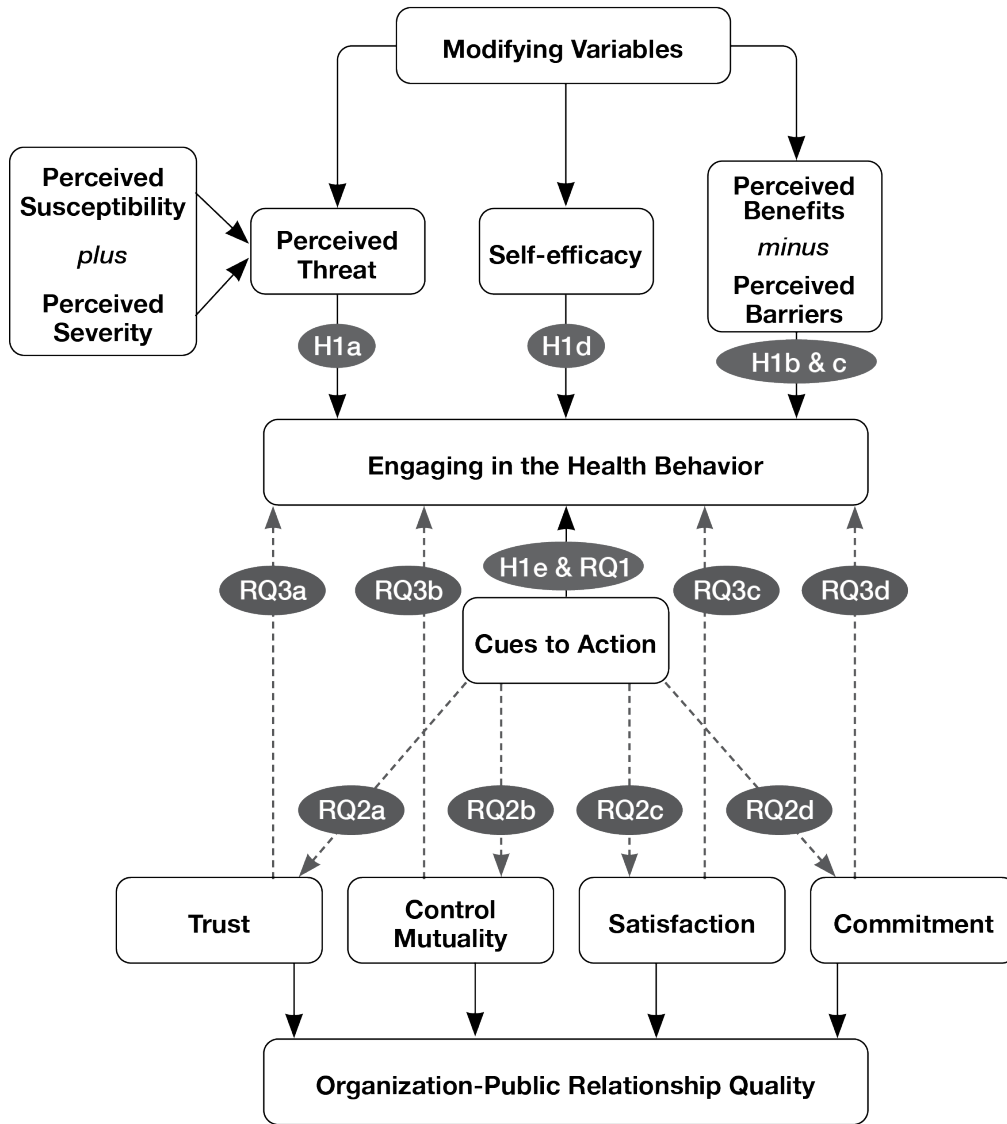 Modifying Variables
Perceived
Susceptibility
plus
Perceived
Severity
Perceived
Threat
Self-efficacy
Perceived
Benefits
minus
Perceived
Barriers
H1a
H1d
H1b & c
Engaging in the Health Behavior
H1e & RQ1
RQ3a
RQ3b
RQ3c
RQ3d
Cues to Action
RQ2a
RQ2b
RQ2c
RQ2d
Trust
Control
Mutuality
Satisfaction
Commitment
Organization-Public Relationship Quality